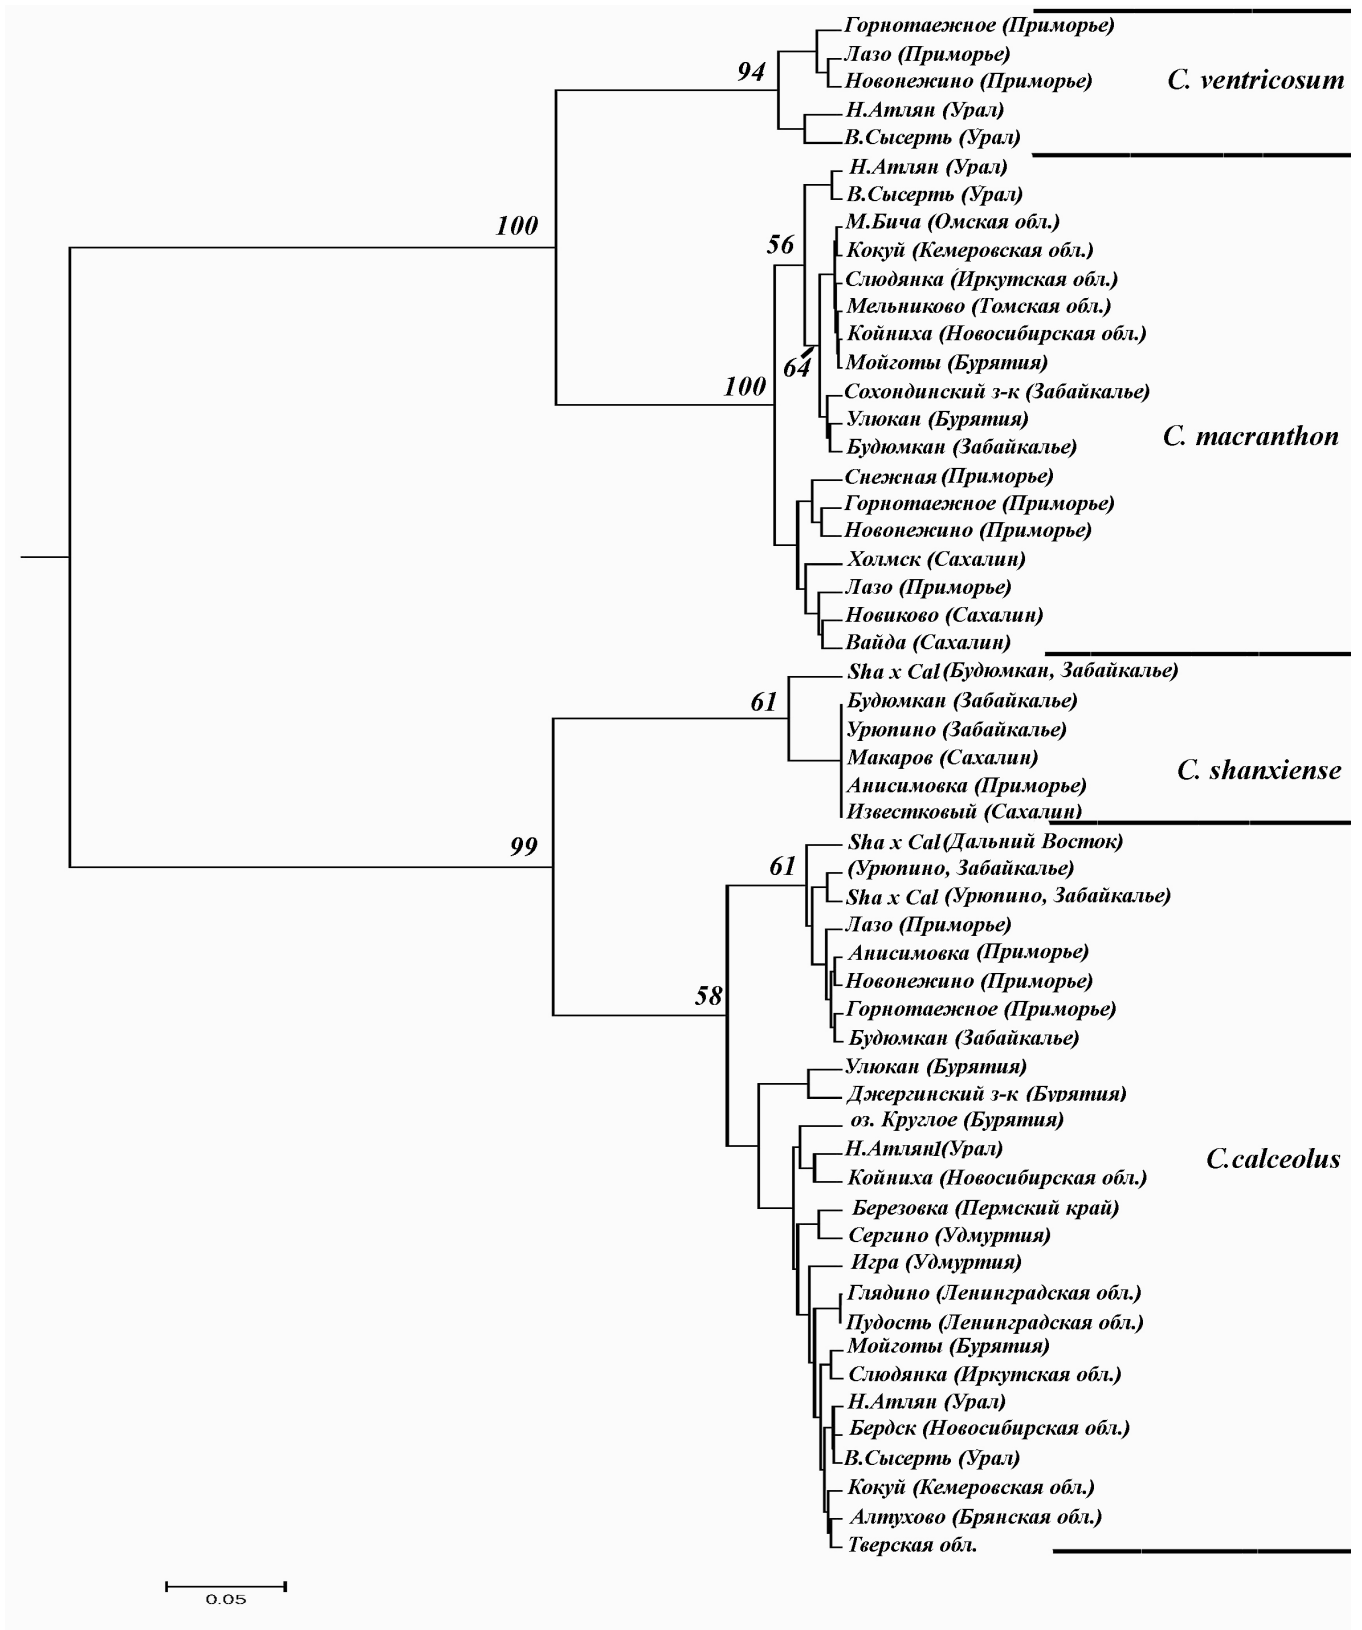 Горнотаежное (Приморье)
Лазо (Приморье)
Новонежино (Приморье)
C. ventricosum
94
Н.Атлян (Урал)
В.Сысерть (Урал)
Н.Атлян (Урал)
В.Сысерть (Урал)
М.Бича (Омская обл.)
100
56
Кокуй (Кемеровская обл.)
Слюдянка (Иркутская обл.)
Мельниково (Томская обл.)
Койниха (Новосибирская обл.)
Мойготы (Бурятия)
64
100
Сохондинский з-к (Забайкалье)
Улюкан (Бурятия)
C. macranthon
Будюмкан (Забайкалье)
Снежная (Приморье)
Горнотаежное (Приморье)
Новонежино (Приморье)
Холмск (Сахалин)
Лазо (Приморье)
Новиково (Сахалин)
Вайда (Сахалин)
Sha x Cal (Будюмкан, Забайкалье)
61
Будюмкан (Забайкалье)
Урюпино (Забайкалье)
Макаров (Сахалин)
C. shanxiense
Анисимовка (Приморье)
Известковый (Сахалин)
99
Sha x Cal (Дальний Восток)
61
(Урюпино, Забайкалье)
Sha x Cal (Урюпино, Забайкалье)
Лазо (Приморье)
Анисимовка (Приморье)
Новонежино (Приморье)
58
Горнотаежное (Приморье)
Будюмкан (Забайкалье)
Улюкан (Бурятия)
Джергинский з-к (Бурятия)
оз. Круглое (Бурятия)
Н.Атлян1(Урал)
C.calceolus
Койниха (Новосибирская обл.)
Березовка (Пермский край)
Сергино (Удмуртия)
Игра (Удмуртия)
Глядино (Ленинградская обл.)
Пудость (Ленинградская обл.)
Мойготы (Бурятия)
Слюдянка (Иркутская обл.)
Н.Атлян (Урал)
Бердск (Новосибирская обл.)
В.Сысерть (Урал)
Кокуй (Кемеровская обл.)
Алтухово (Брянская обл.)
Тверская обл.
0.05